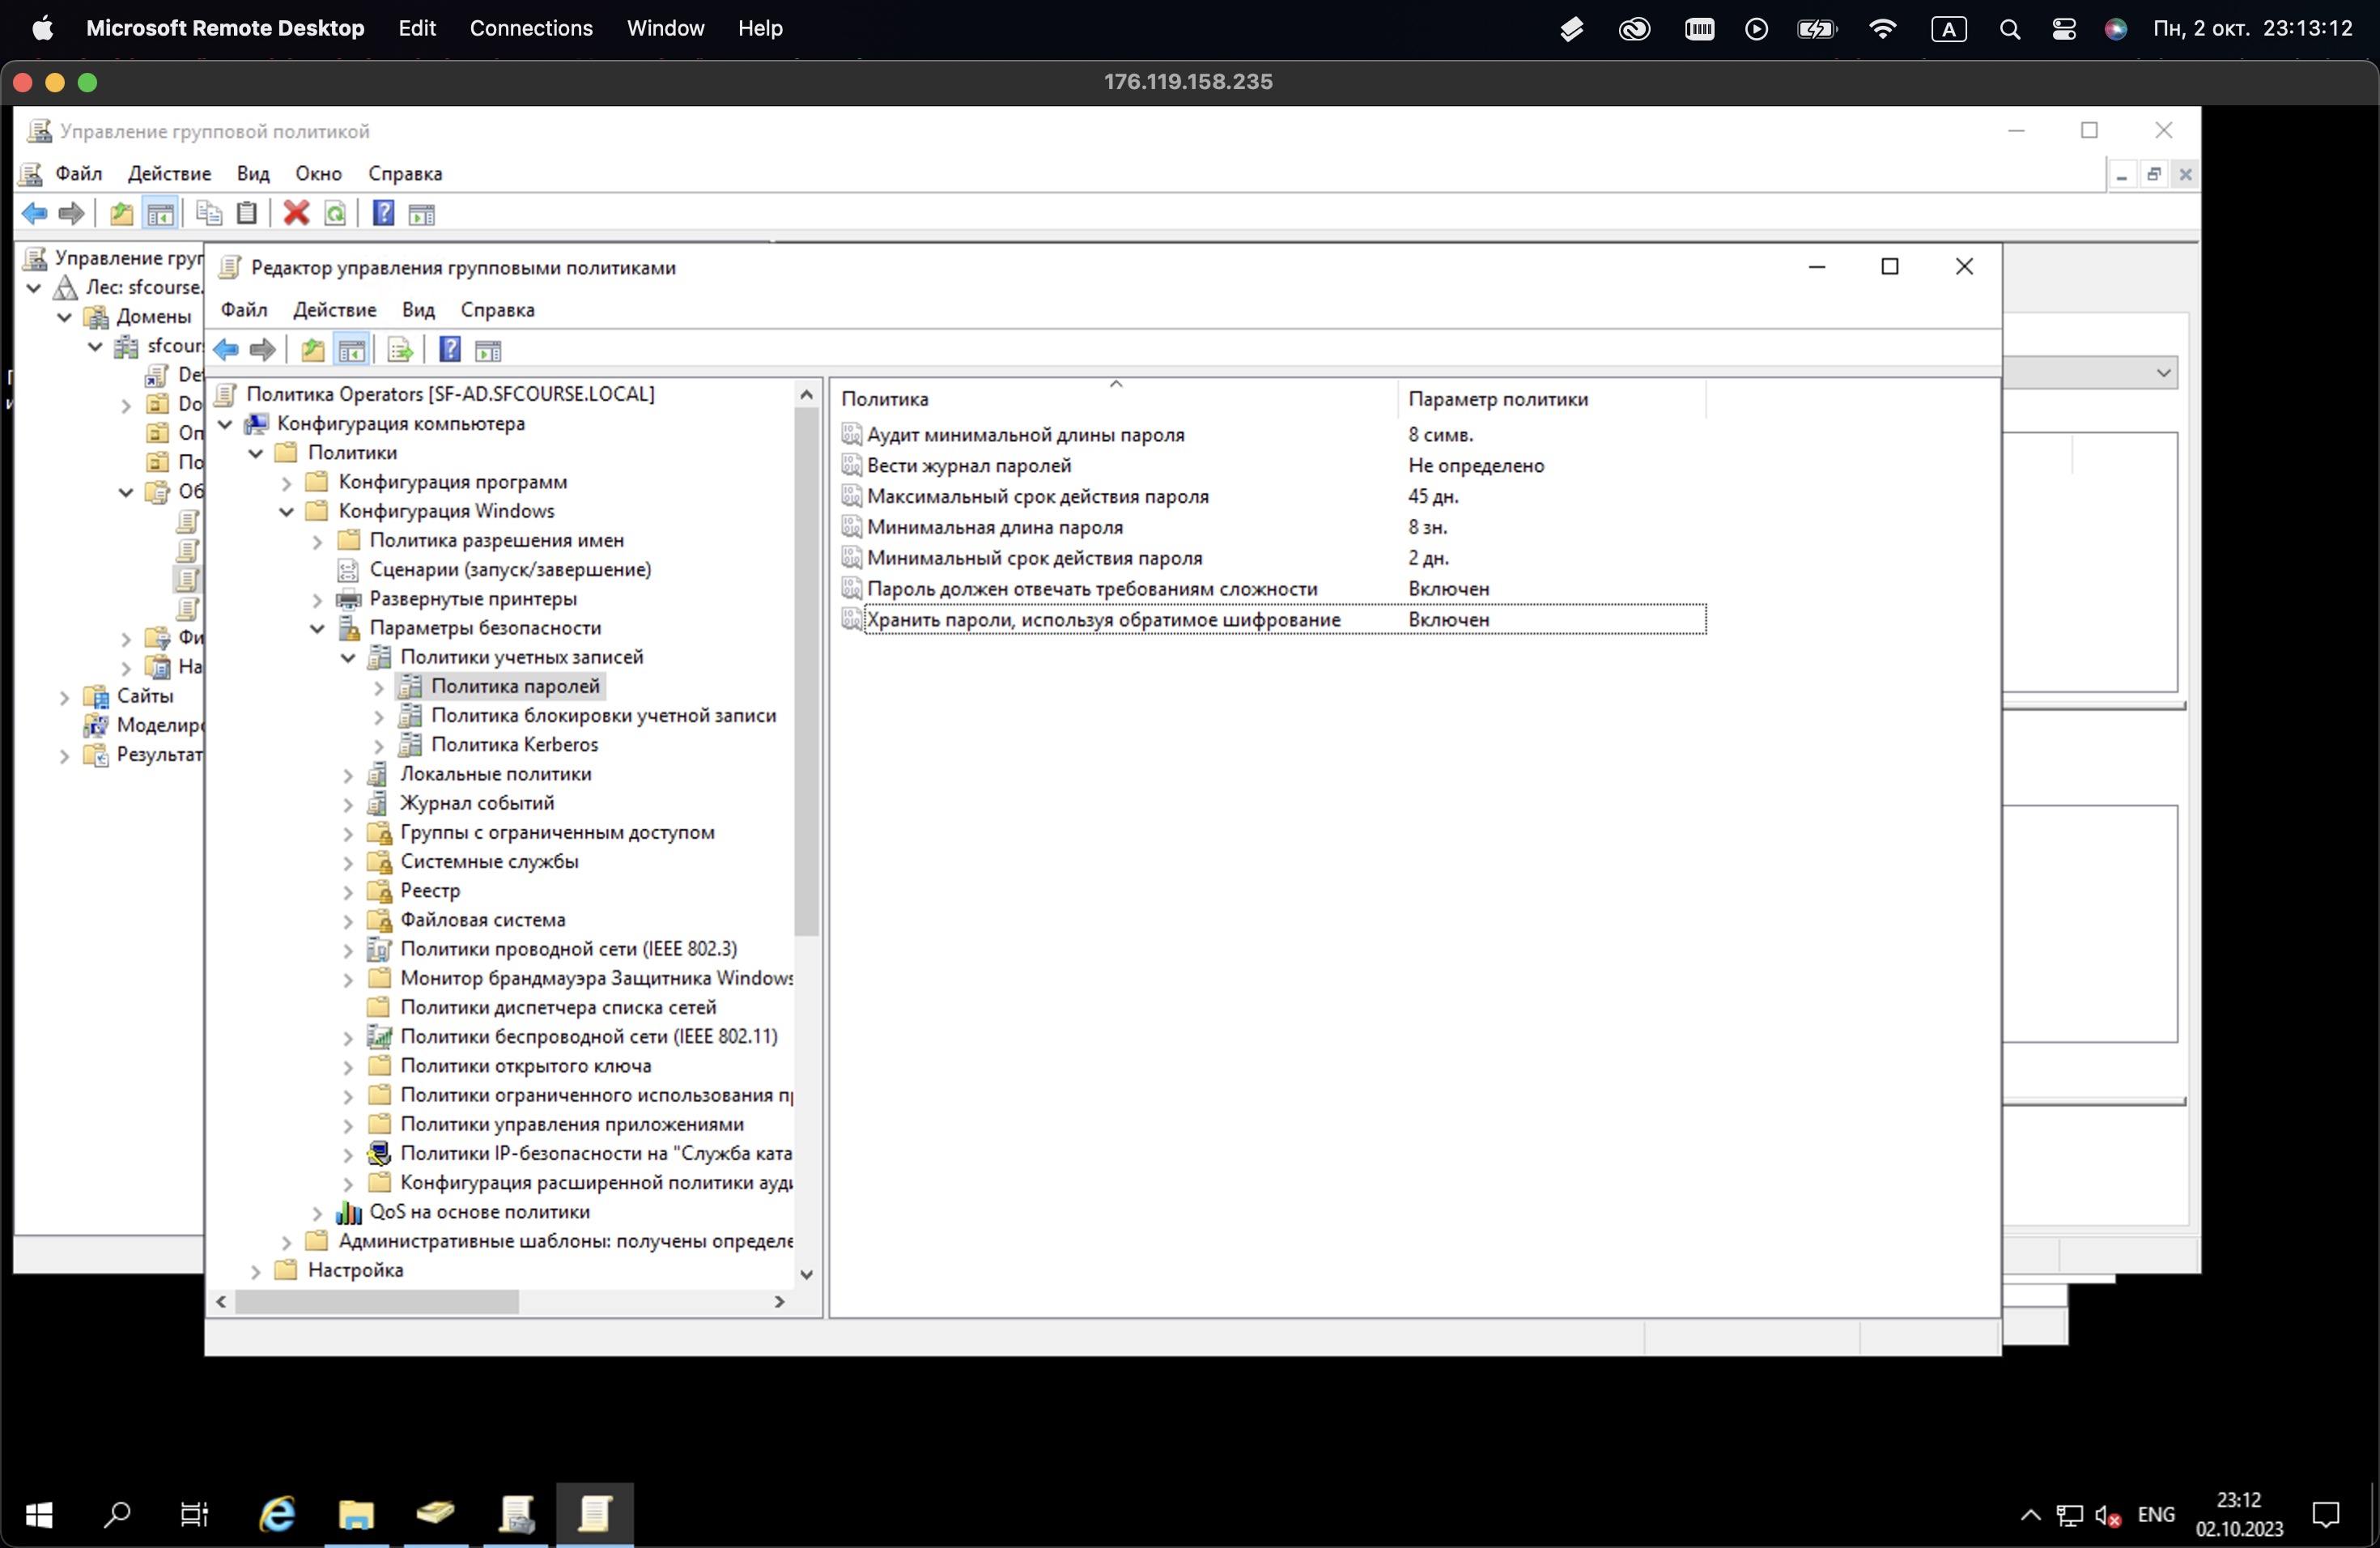 Microsoft Remote Desktop Edit Connections Window Help A Пн, 2 окт. 23:13:12
176.119.158.235
Управление групповой политикой
Файл Действие Вид Окно Справка
Управление груг
Лес: sfcourse.
Домены
sfcour
Def
Do
Оп
По
Об
Фи
На
Сайты
Моделиро
Результат
Редактор управления групповыми политиками
Файл Действие Вид Справка
Политика Operators [SF-AD.SFCOURSE.LOCAL]
Конфигурация компьютера
Политики
Конфигурация программ
Конфигурация Windows
Политика разрешения имен
Сценарии (запуск/завершение)
Развернутые принтеры
Параметры безопасности
Политики учетных записей
Политика паролей
Политика блокировки учетной записи
Политика Kerberos
Локальные политики
Журнал событий
Группы с ограниченным доступом
Системные службы
Реестр
Файловая система
Политики проводной сети (IEEE 802.3)
Монитор брандмауэра Защитника Windows
Политики диспетчера списка сетей
Политики беспроводной сети (IEEE 802.11)
Политики открытого ключа
Политики ограниченного использования пр
Политики управления приложениями
Политики IP-безопасности на "Служба ката
Конфигурация расширенной политики ауди
QoS на основе политики
Административные шаблоны: получены определе
Настройка
Политика Параметр политики
Аудит минимальной длины пароля 8 симв.
Вести журнал паролей Не определено
Максимальный срок действия пароля 45 дн.
Минимальная длина пароля 8 зн.
Минимальный срок действия пароля 2 дн.
Пароль должен отвечать требованиям сложности Включен
Хранить пароли, используя обратимое шифрование Включен
ENG
23:12
02.10.2023